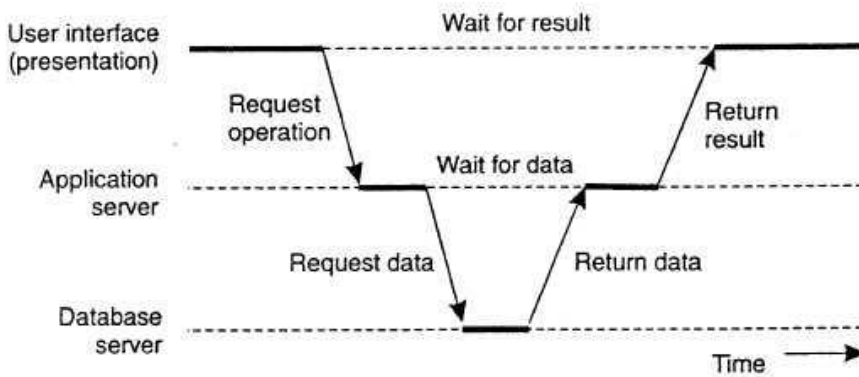 User interface
(presentation)
Wait for result
Request
operation
Return
result
Application
server
Wait for data
Request data
Return data
Database
server
Time